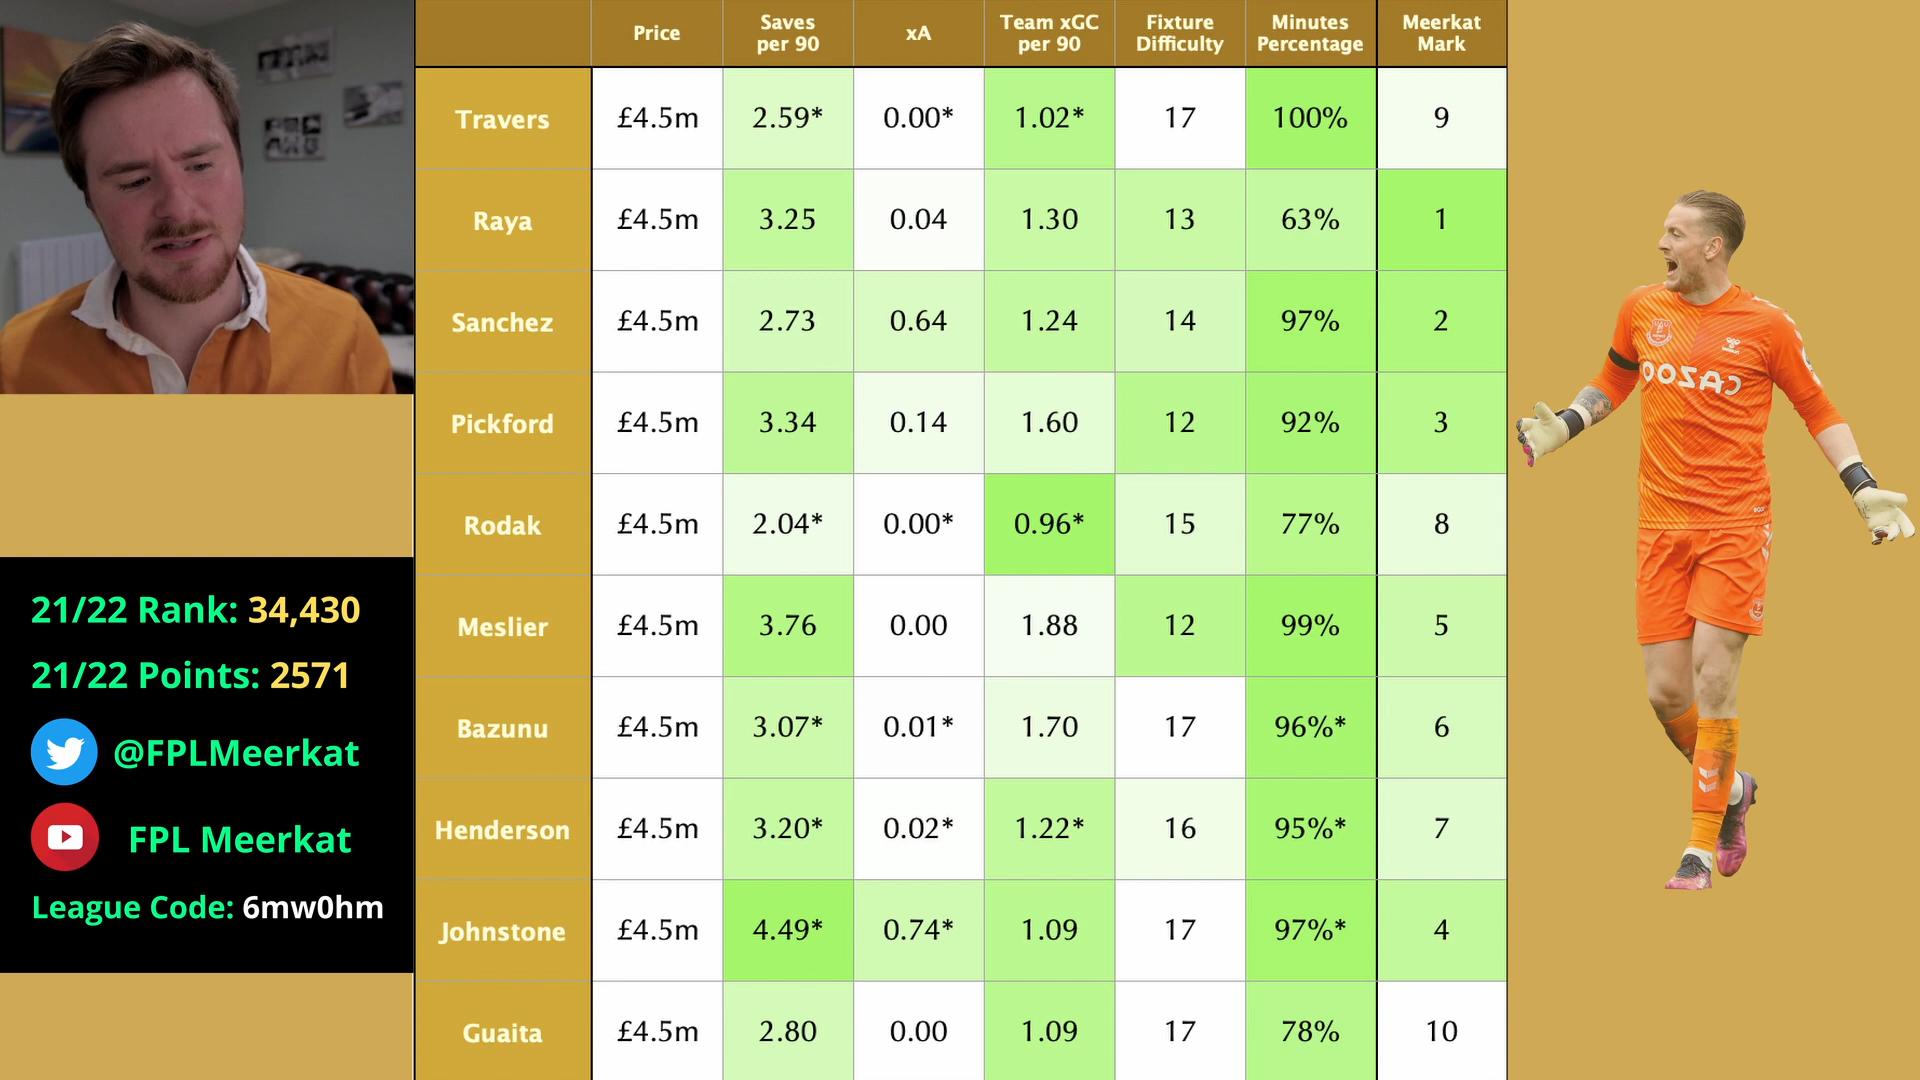 Price Saves per 90 xA Team xGC per 90 Fixture Difficulty Minutes Percentage Meerkat Mark
Travers £4.5m 2.59* 0.00* 1.02* 17 100% 9
Raya £4.5m 3.25 0.04 1.30 13 63% 1
Sanchez £4.5m 2.73 0.64 1.24 14 97% 2
Pickford £4.5m 3.34 0.14 1.60 12 92% 3
Rodak £4.5m 2.04* 0.00* 0.96* 15 77% 8
Meslier £4.5m 3.76 0.00 1.88 12 99% 5
Bazunu £4.5m 3.07* 0.01* 1.70 17 96%* 6
Henderson £4.5m 3.20* 0.02* 1.22* 16 95%* 7
Johnstone £4.5m 4.49* 0.74* 1.09 17 97%* 4
Guaita £4.5m 2.80 0.00 1.09 17 78% 10
21/22 Rank: 34,430
21/22 Points: 2571
@FPLMeerkat
FPL Meerkat
League Code: 6mw0hm
CAZOO